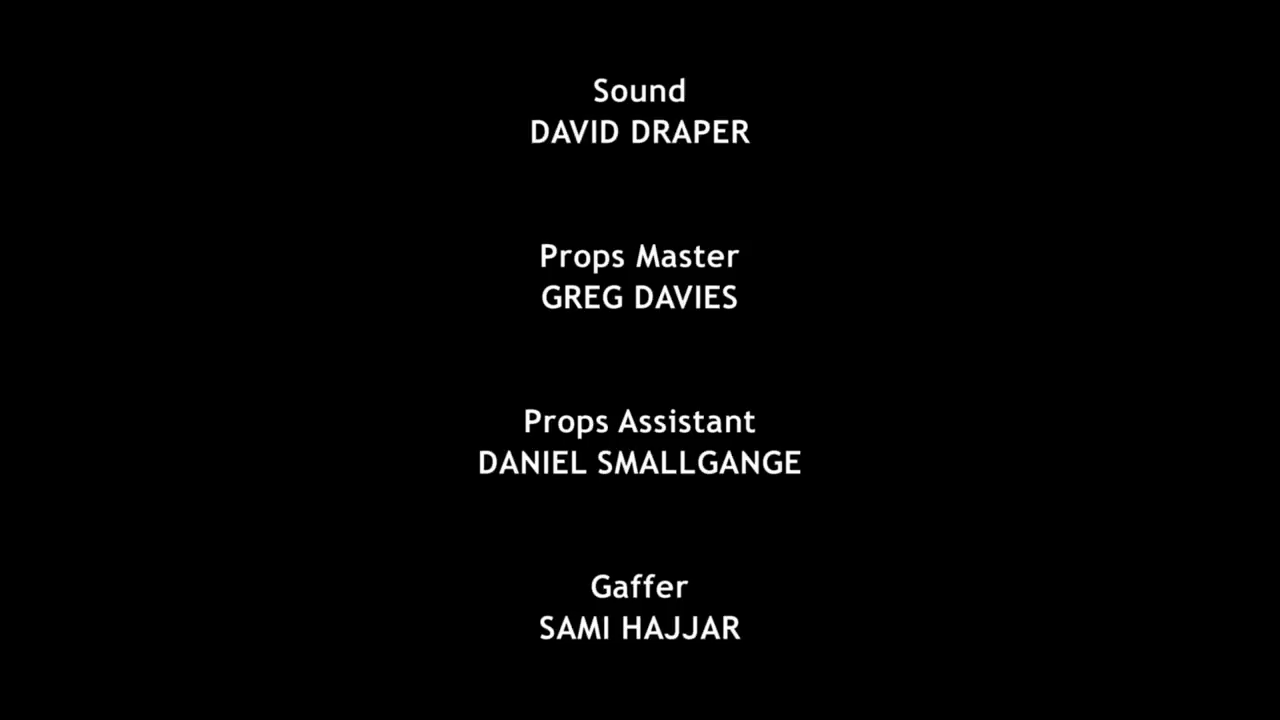 Sound
DAVID DRAPER
Props Master
GREG DAVIES
Props Assistant
DANIEL SMALLGANGE
Gaffer
SAMI HAJJAR